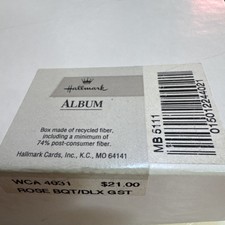 Hallmark
ALBUM
Box made of recycled fiber,
including a minimum of
74% post-consumer fiber.
Hallmark Cards, Inc., K.C., MO 64141
MB 5111
015012244021
WCA 4031 $21.00
ROSE BQT/DLX GST